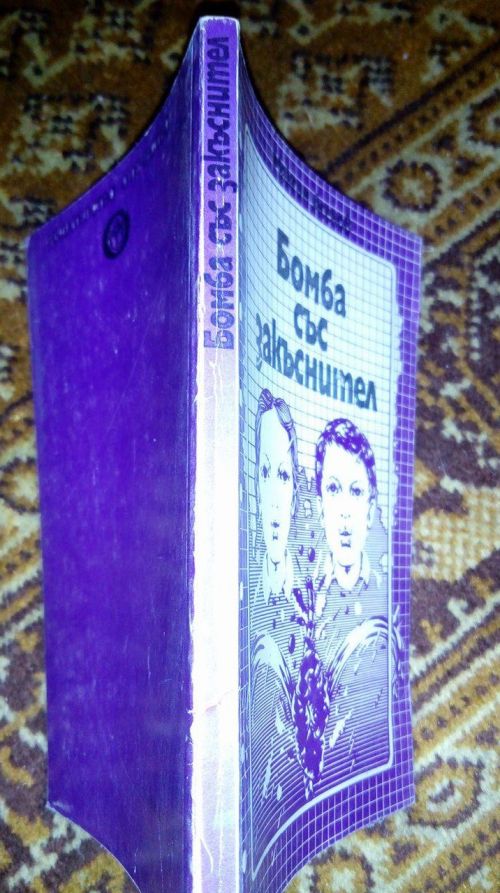 Бомба със закъснител
Бомба
със
закъснител